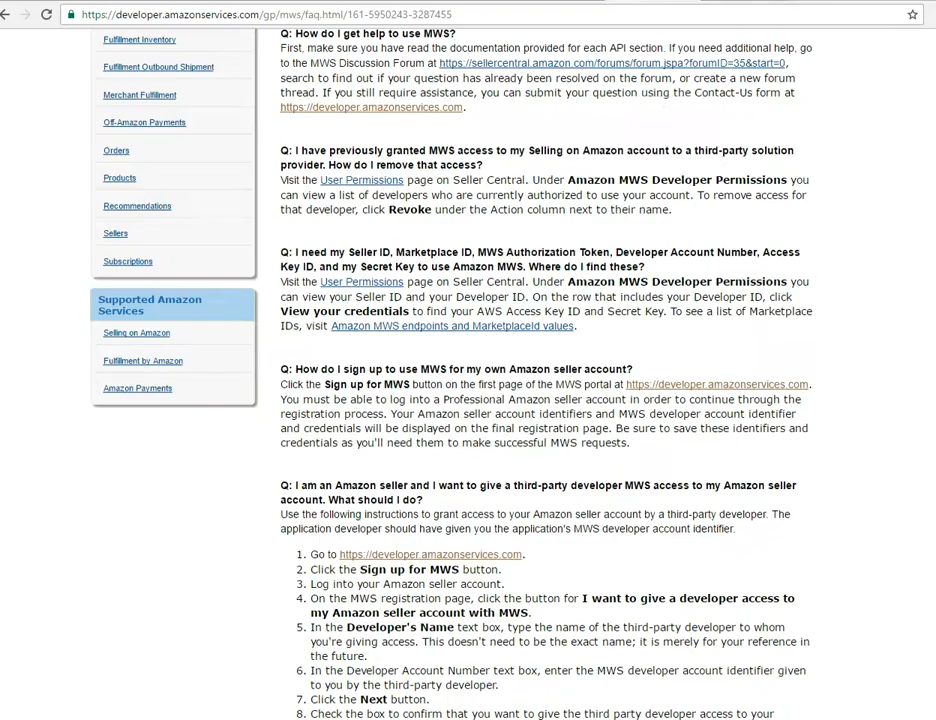 https://developer.amazonservices.com/gp/mws/faq.html/161-5950243-3287455
Fulfillment Inventory
Fulfillment Outbound Shipment
Merchant Fulfillment
Off-Amazon Payments
Orders
Products
Recommendations
Sellers
Subscriptions
Supported Amazon
Services
Selling on Amazon
Fulfillment by Amazon
Amazon Payments
Q: How do I get help to use MWS?
First, make sure you have read the documentation provided for each API section. If you need additional help, go
to the MWS Discussion Forum at https://sellercentral.amazon.com/forums/forum.jspa?forumID=35&start=0,
search to find out if your question has already been resolved on the forum, or create a new forum
thread. If you still require assistance, you can submit your question using the Contact-Us form at
https://developer.amazonservices.com.
Q: I have previously granted MWS access to my Selling on Amazon account to a third-party solution
provider. How do I remove that access?
Visit the User Permissions page on Seller Central. Under Amazon MWS Developer Permissions you
can view a list of developers who are currently authorized to use your account. To remove access for
that developer, click Revoke under the Action column next to their name.
Q: I need my Seller ID, Marketplace ID, MWS Authorization Token, Developer Account Number, Access
Key ID, and my Secret Key to use Amazon MWS. Where do I find these?
Visit the User Permissions page on Seller Central. Under Amazon MWS Developer Permissions you
can view your Seller ID and your Developer ID. On the row that includes your Developer ID, click
View your credentials to find your AWS Access Key ID and Secret Key. To see a list of Marketplace
IDs, visit Amazon MWS endpoints and MarketplaceId values.
Q: How do I sign up to use MWS for my own Amazon seller account?
Click the Sign up for MWS button on the first page of the MWS portal at https://developer.amazonservices.com.
You must be able to log into a Professional Amazon seller account in order to continue through the
registration process. Your Amazon seller account identifiers and MWS developer account identifier
and credentials will be displayed on the final registration page. Be sure to save these identifiers and
credentials as you'll need them to make successful MWS requests.
Q: I am an Amazon seller and I want to give a third-party developer MWS access to my Amazon seller
account. What should I do?
Use the following instructions to grant access to your Amazon seller account by a third-party developer. The
application developer should have given you the application's MWS developer account identifier.
1. Go to https://developer.amazonservices.com.
2. Click the Sign up for MWS button.
3. Log into your Amazon seller account.
4. On the MWS registration page, click the button for I want to give a developer access to
my Amazon seller account with MWS.
5. In the Developer's Name text box, type the name of the third-party developer to whom
you're giving access. This doesn't need to be the exact name; it is merely for your reference in
the future.
6. In the Developer Account Number text box, enter the MWS developer account identifier given
to you by the third-party developer.
7. Click the Next button.
8. Check the box to confirm that you want to give the third party developer access to your